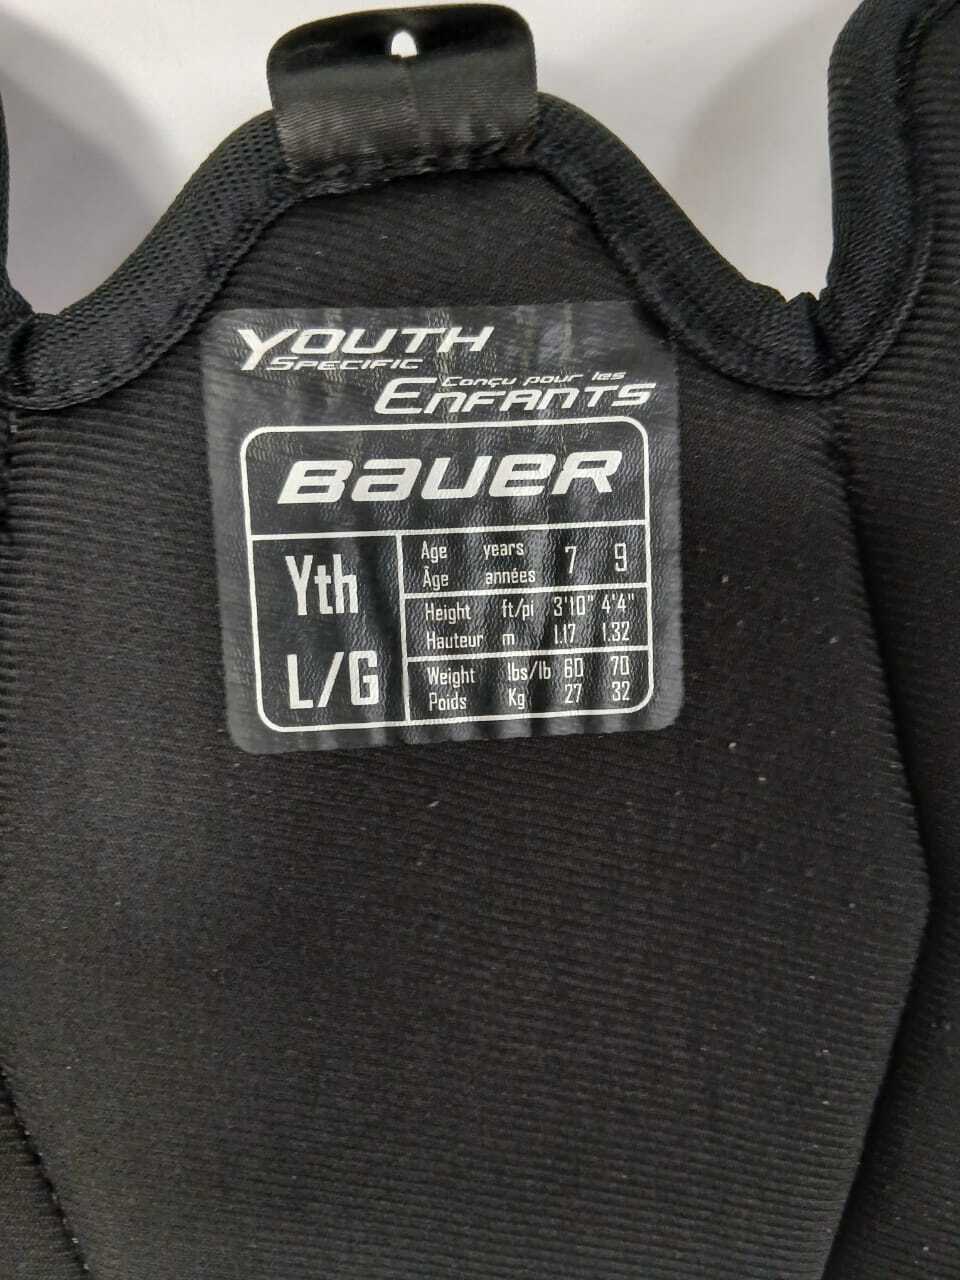 YOUTH
SPECIFIC
Conçu pour les
ENFANTS
BAUER
Yth
L/G
Age years 7 9
Âge années
Height ft/pi 3'10" 4'4"
Hauteur m 1.17 1.32
Weight lbs/lb 60 70
Poids Kg 27 32